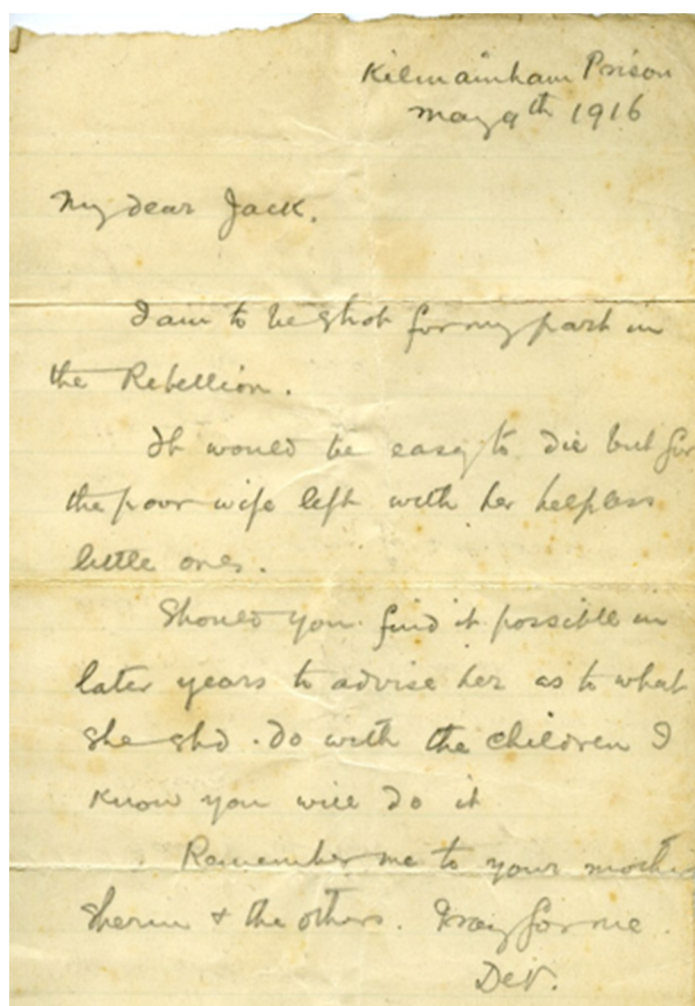 Kilmainham Prison
May 9th 1916
My dear Jack.
I am to be shot for my part in
the Rebellion.
It would be easy to die but for
the poor wife left with her helpless
little ones.
Should you find it possible in
later years to advise her as to what
she shd. do with the children I
know you will do it
Remember me to your mother
& the others. Pray for me
Dev.